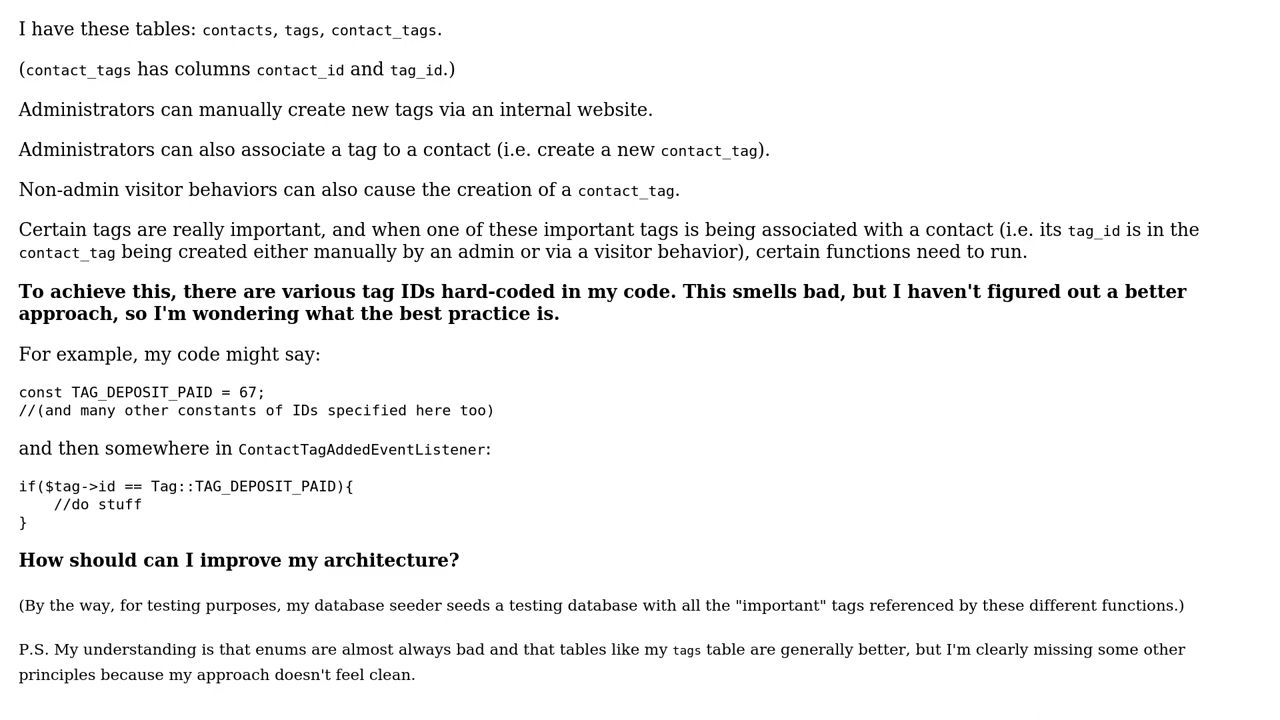 I have these tables: contacts, tags, contact_tags.
(contact_tags has columns contact_id and tag_id.)
Administrators can manually create new tags via an internal website.
Administrators can also associate a tag to a contact (i.e. create a new contact_tag).
Non-admin visitor behaviors can also cause the creation of a contact_tag.
Certain tags are really important, and when one of these important tags is being associated with a contact (i.e. its tag_id is in the
contact_tag being created either manually by an admin or via a visitor behavior), certain functions need to run.
To achieve this, there are various tag IDs hard-coded in my code. This smells bad, but I haven't figured out a better
approach, so I'm wondering what the best practice is.
For example, my code might say:
const TAG_DEPOSIT_PAID = 67;
//(and many other constants of IDs specified here too)
and then somewhere in ContactTagAddedEventListener:
if($tag->id == Tag::TAG_DEPOSIT_PAID){
    //do stuff
}
How should can I improve my architecture?
(By the way, for testing purposes, my database seeder seeds a testing database with all the "important" tags referenced by these different functions.)
P.S. My understanding is that enums are almost always bad and that tables like my tags table are generally better, but I'm clearly missing some other
principles because my approach doesn't feel clean.